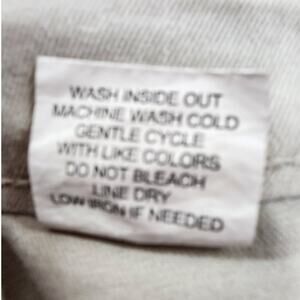 WASH INSIDE OUT
MACHINE WASH COLD
GENTLE CYCLE
WITH LIKE COLORS
DO NOT BLEACH
LINE DRY
LOW IRON IF NEEDED